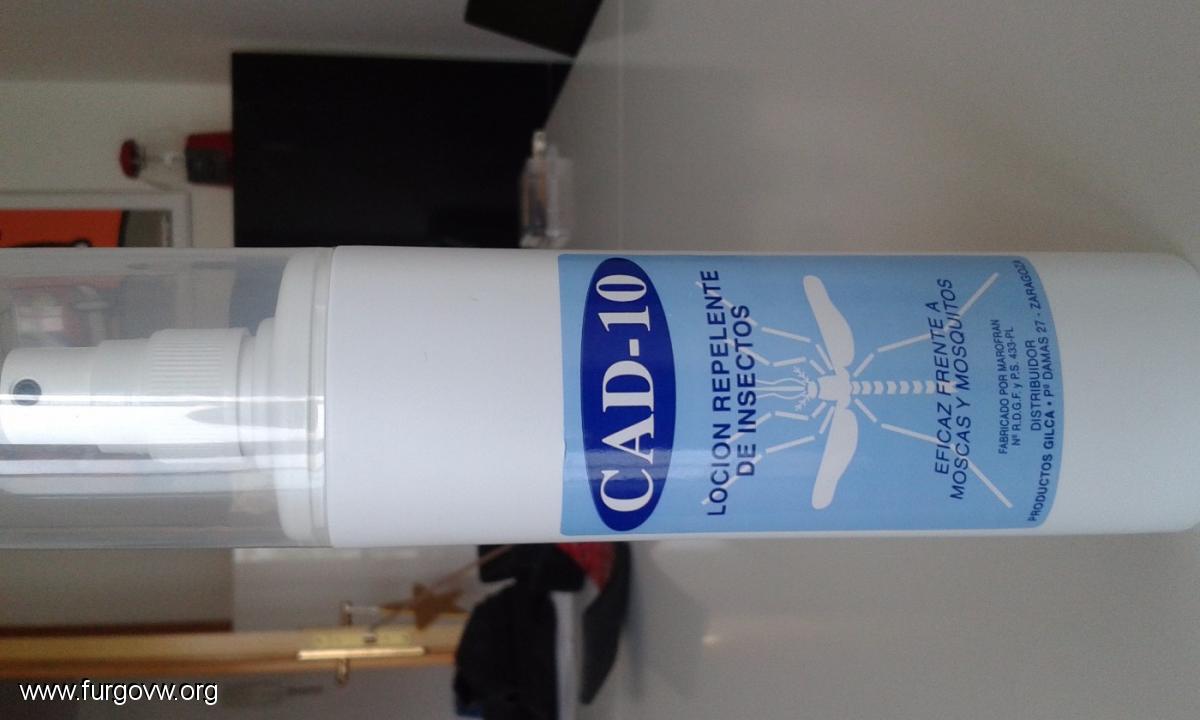 CAD-10
LOCION REPELENTE
DE INSECTOS
EFICAZ FRENTE A
MOSCAS Y MOSQUITOS
FABRICADO POR MAROFRAN
Nº R.D.G.F. y P.S. 433-PL
DISTRIBUIDOR
PRODUCTOS GILCA • Pº DAMAS 27 - ZARAGOZA
www.furgovw.org